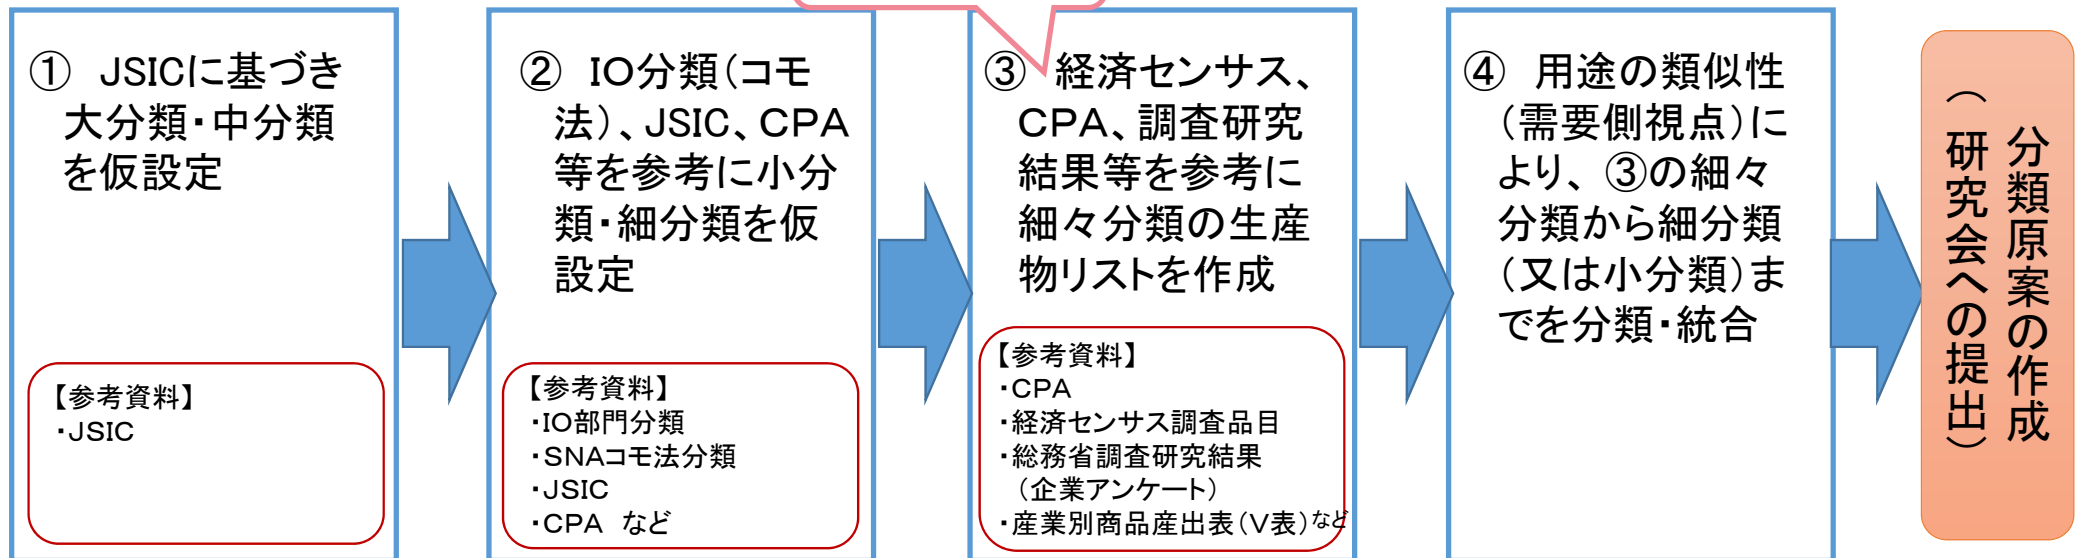 ① JSICに基づき
大分類・中分類
を仮設定
【参考資料】
・JSIC
② IO分類(コモ
法)、JSIC、CPA
等を参考に小分
類・細分類を仮
設定
【参考資料】
・IO部門分類
・SNAコモ法分類
・JSIC
・CPA など
③ 経済センサス、
CPA、調査研究
結果等を参考に
細々分類の生産
物リストを作成
【参考資料】
・CPA
・経済センサス調査品目
・総務省調査研究結果
(企業アンケート)
・産業別商品産出表(V表)など
④ 用途の類似性
(需要側視点)に
より、③の細々
分類から細分類
(又は小分類)ま
でを分類・統合
分類原案の作成
(研究会への提出)